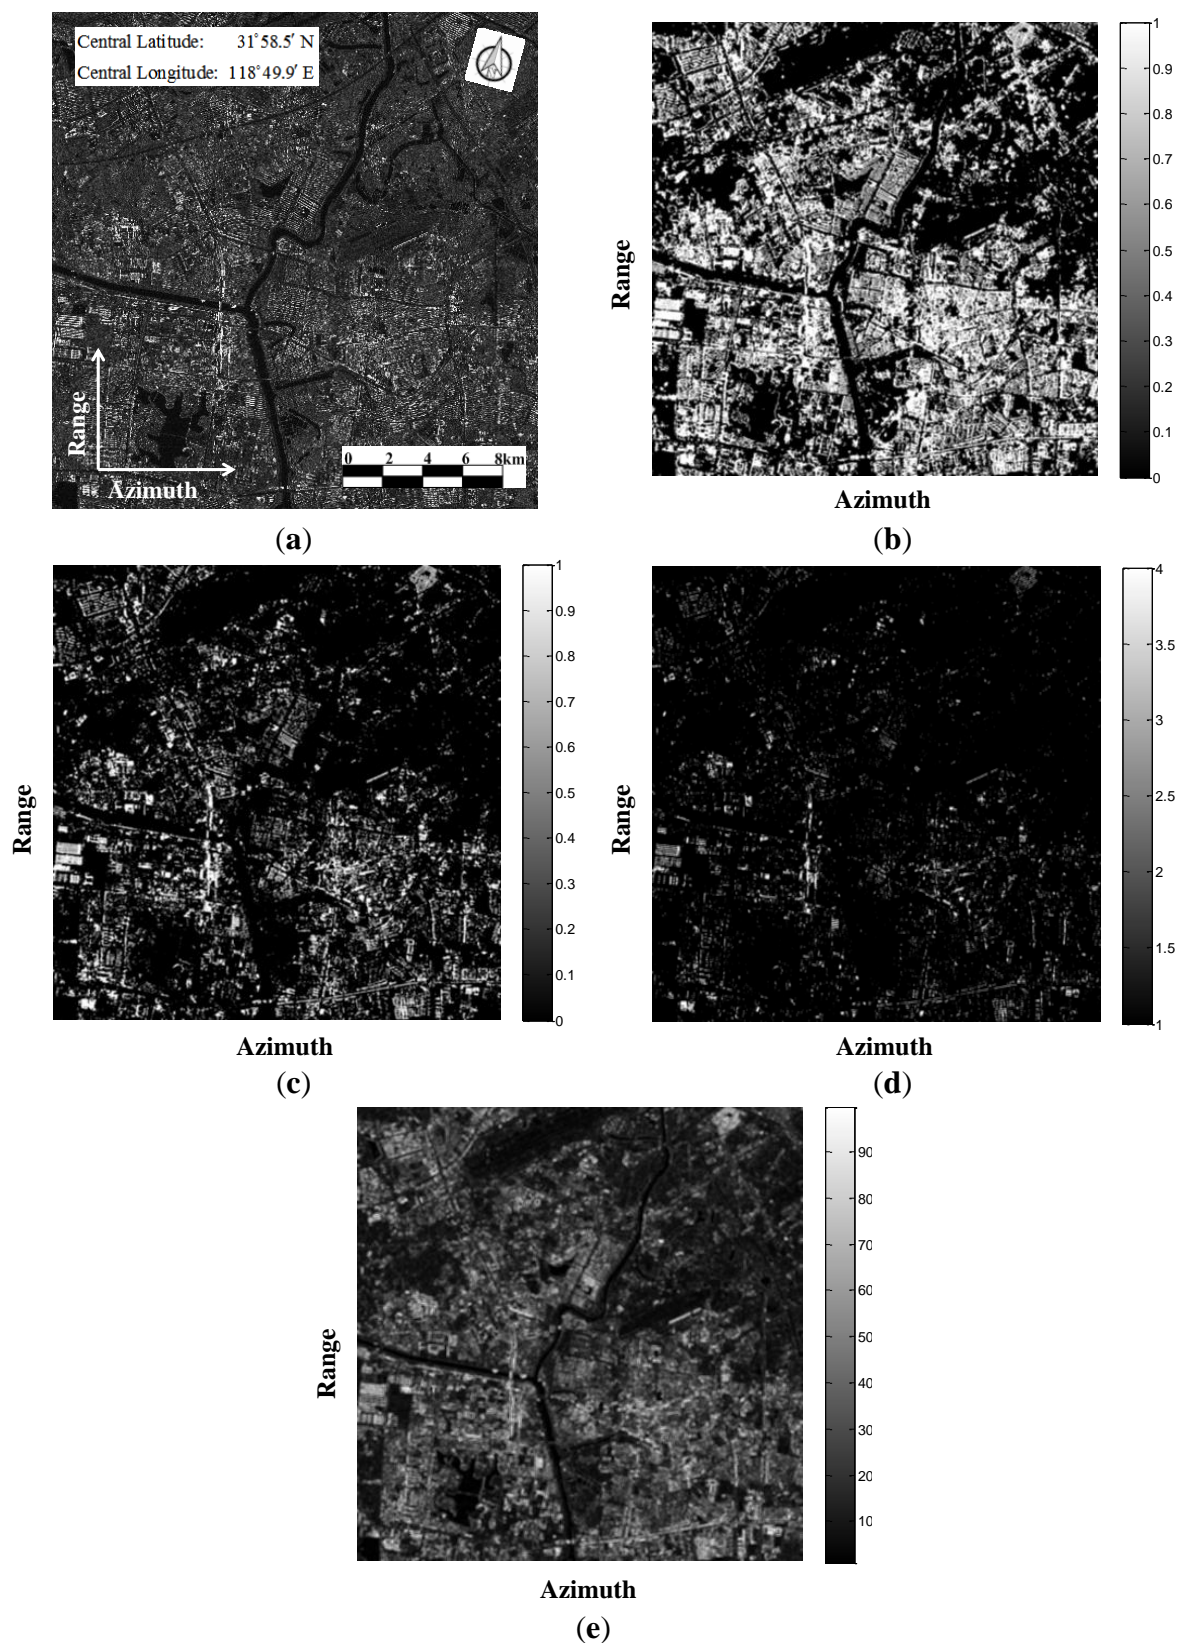 Central Latitude: 31°58.5′ N
Central Longitude: 118°49.9′ E
Range
Azimuth
0 2 4 6 8km
(a)
Range
Azimuth
1
0.9
0.8
0.7
0.6
0.5
0.4
0.3
0.2
0.1
0
(b)
Range
Azimuth
1
0.9
0.8
0.7
0.6
0.5
0.4
0.3
0.2
0.1
0
(c)
Range
Azimuth
4
3.5
3
2.5
2
1.5
1
(d)
Range
Azimuth
90
80
70
60
50
40
30
20
10
(e)